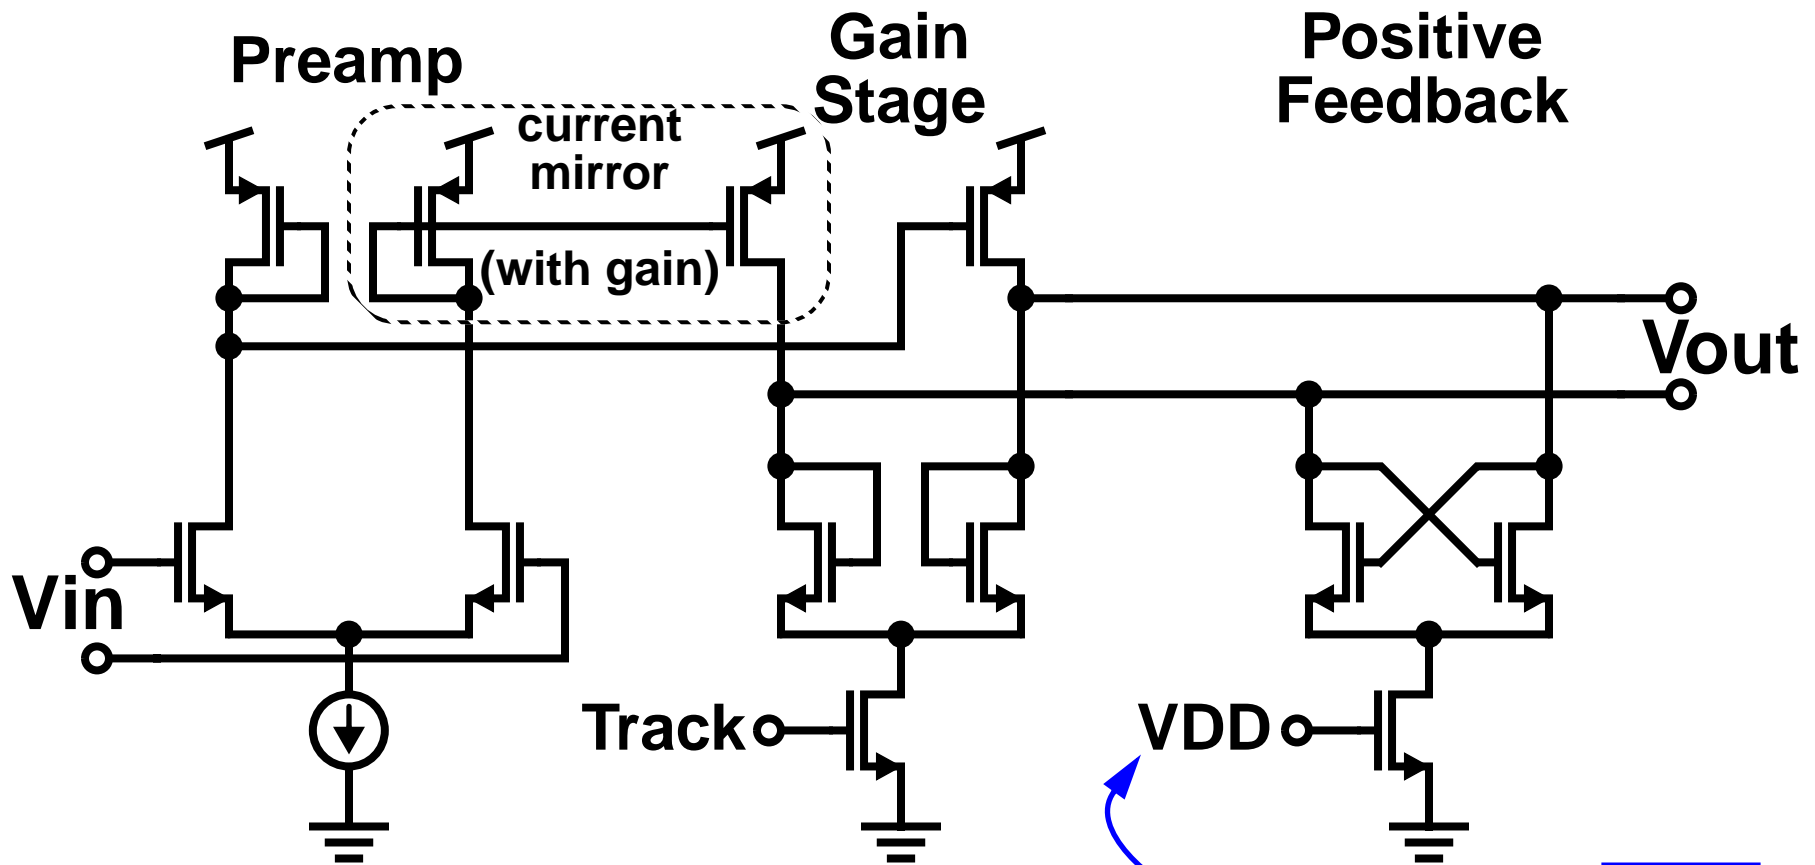 Preamp
Gain
Stage
Positive
Feedback
current
mirror
(with gain)
Vout
Vin
Track
VDD